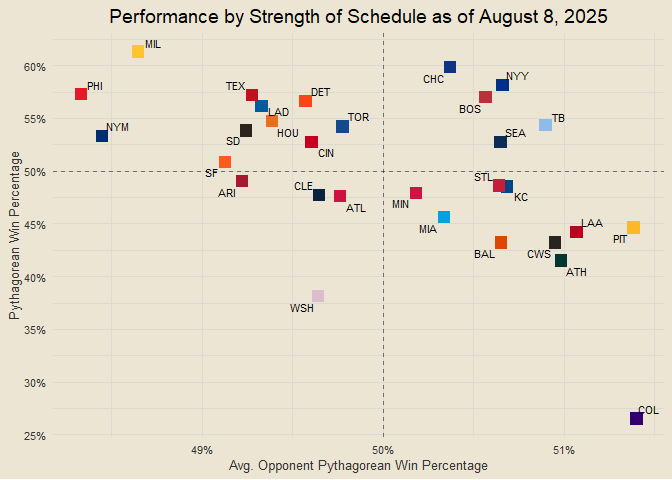 Performance by Strength of Schedule as of August 8, 2025
Pythagorean Win Percentage
60%
55%
50%
45%
40%
35%
30%
25%
MIL
PHI
NYM
TEX
LAD
DET
HOU
SD
TOR
CIN
SF
ARI
CLE
ATL
WSH
CHC
NYY
BOS
TB
SEA
STL
KC
MIN
MIA
BAL
CWS
LAA
ATH
PIT
COL
49%
50%
51%
Avg. Opponent Pythagorean Win Percentage